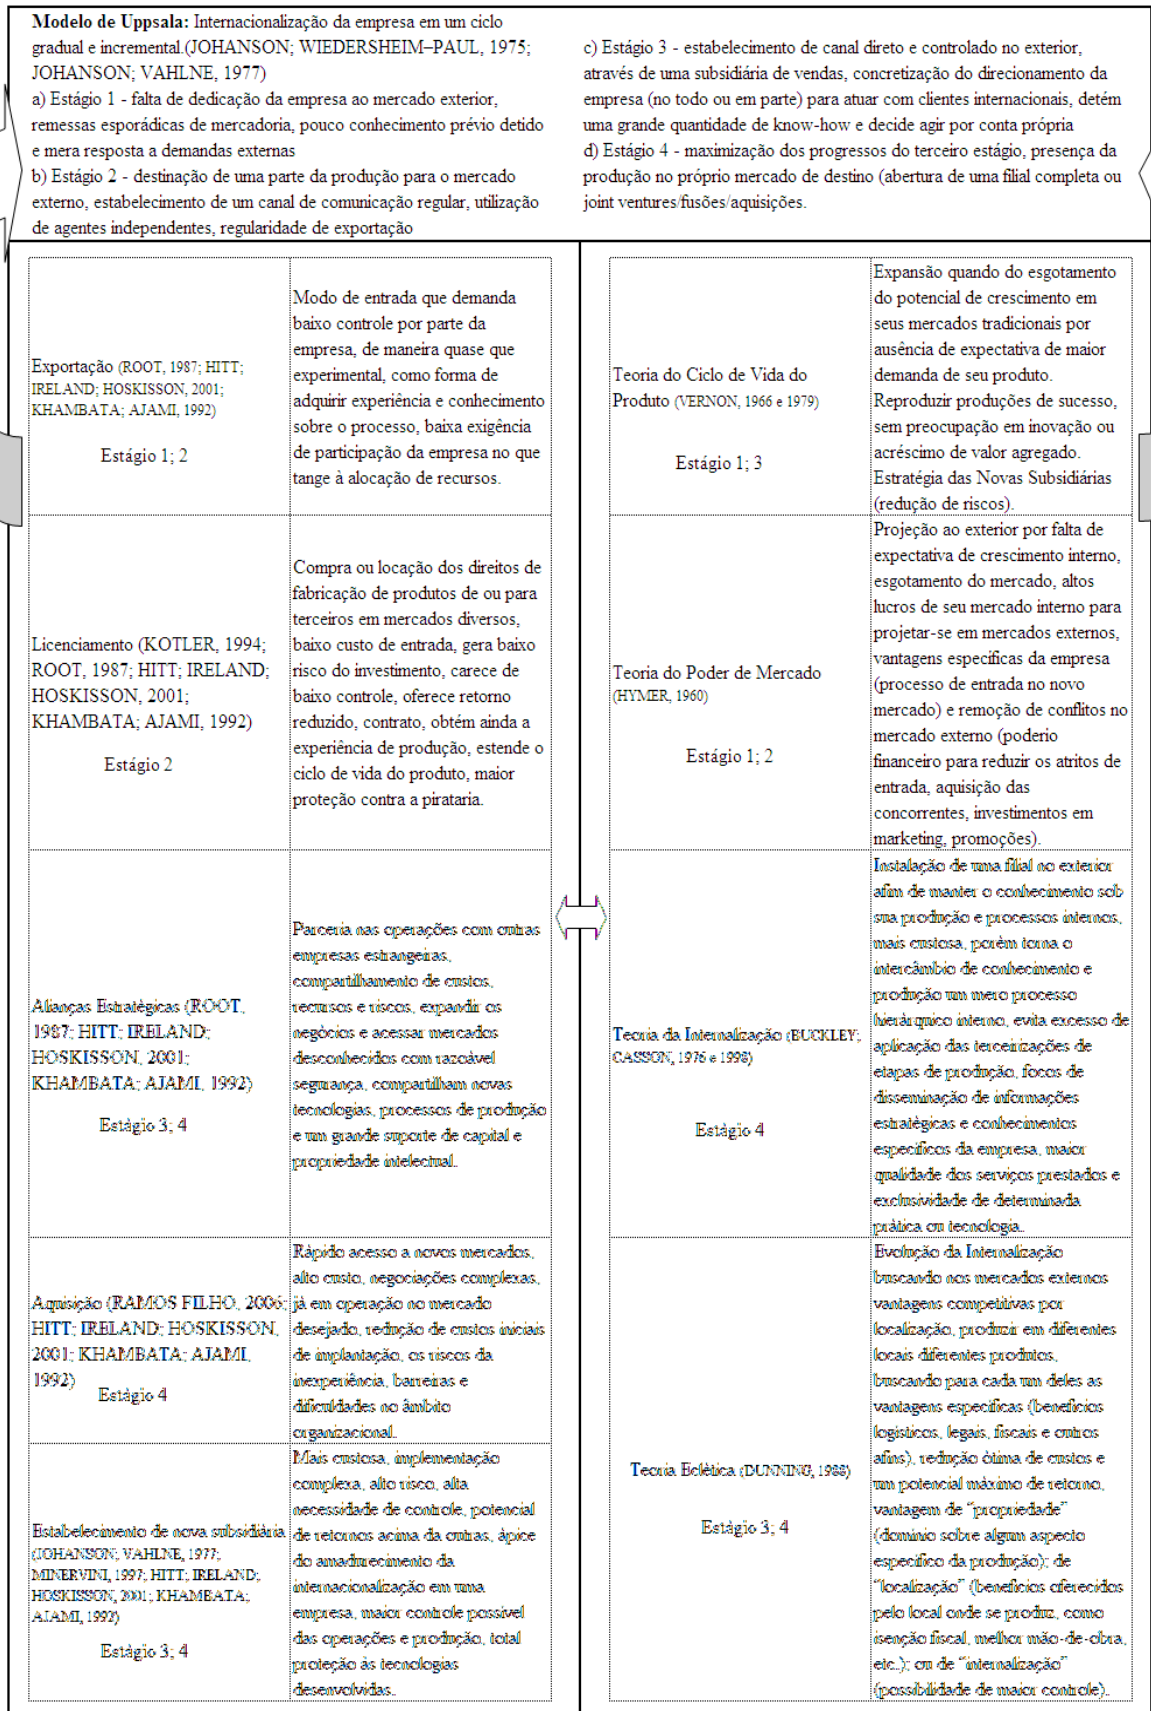 Modelo de Uppsala: Internacionalização da empresa em um ciclo
gradual e incremental.(JOHANSON; WIEDERSHEIM–PAUL, 1975;
JOHANSON; VAHLNE, 1977)
a) Estágio 1 - falta de dedicação da empresa ao mercado exterior,
remessas esporádicas de mercadoria, pouco conhecimento prévio detido
e mera resposta a demandas externas
b) Estágio 2 - destinação de uma parte da produção para o mercado
externo, estabelecimento de um canal de comunicação regular, utilização
de agentes independentes, regularidade de exportação
c) Estágio 3 - estabelecimento de canal direto e controlado no exterior,
através de uma subsidiária de vendas, concretização do direcionamento da
empresa (no todo ou em parte) para atuar com clientes internacionais, detém
uma grande quantidade de know-how e decide agir por conta própria
d) Estágio 4 - maximização dos progressos do terceiro estágio, presença da
produção no próprio mercado de destino (abertura de uma filial completa ou
joint ventures/fusões/aquisições.
Exportação (ROOT, 1987; HITT;
IRELAND; HOSKISSON, 2001;
KHAMBATA; AJAMI, 1992)
Estágio 1; 2
Modo de entrada que demanda
baixo controle por parte da
empresa, de maneira quase que
experimental, como forma de
adquirir experiência e conhecimento
sobre o processo, baixa exigência
de participação da empresa no que
tange à alocação de recursos.
Licenciamento (KOTLER, 1994;
ROOT, 1987; HITT; IRELAND;
HOSKISSON, 2001;
KHAMBATA; AJAMI, 1992)
Estágio 2
Compra ou locação dos direitos de
fabricação de produtos de ou para
terceiros em mercados diversos,
baixo custo de entrada, gera baixo
risco do investimento, carece de
baixo controle, oferece retorno
reduzido, contrato, obtém ainda a
experiência de produção, estende o
ciclo de vida do produto, maior
proteção contra a pirataria.
Alianças Estratégicas (ROOT,
1987; HITT; IRELAND;
HOSKISSON, 2001;
KHAMBATA; AJAMI, 1992)
Estágio 3; 4
Parceria nas operações com outras
empresas estrangeiras,
compartilhamento de custos,
recursos e riscos, expandir os
negócios e acessar mercados
desconhecidos com razoável
segurança, compartilham novas
tecnologias, processos de produção
e um grande suporte de capital e
propriedade intelectual.
Aquisição (RAMOS FILHO, 2006;
HITT; IRELAND; HOSKISSON,
2001; KHAMBATA; AJAMI,
1992)
Estágio 4
Rápido acesso a novos mercados,
alto custo, negociações complexas,
já em operação no mercado
desejado, redução de custos iniciais
de implantação, os riscos da
inexperiência, barreiras e
dificuldades no âmbito
organizacional.
Estabelecimento de nova subsidiária
(JOHANSON; VAHLNE, 1977;
MINERVINI, 1997; HITT; IRELAND;
HOSKISSON, 2001; KHAMBATA;
AJAMI, 1992)
Estágio 3; 4
Mais custosa, implementação
complexa, alto risco, alta
necessidade de controle, potencial
de retornos acima da outras, ápice
do amadurecimento da
internacionalização em uma
empresa, maior controle possível
das operações e produção, total
proteção às tecnologias
desenvolvidas.
Teoria do Ciclo de Vida do
Produto (VERNON, 1966 e 1979)
Estágio 1; 3
Expansão quando do esgotamento
do potencial de crescimento em
seus mercados tradicionais por
ausência de expectativa de maior
demanda de seu produto.
Reproduzir produções de sucesso,
sem preocupação em inovação ou
acréscimo de valor agregado.
Estratégia das Novas Subsidiárias
(redução de riscos).
Teoria do Poder de Mercado
(HYMER, 1960)
Estágio 1; 2
Projeção ao exterior por falta de
expectativa de crescimento interno,
esgotamento do mercado, altos
lucros de seu mercado interno para
projetar-se em mercados externos,
vantagens especificas da empresa
(processo de entrada no novo
mercado) e remoção de conflitos no
mercado externo (poderio
financeiro para reduzir os atritos de
entrada, aquisição das
concorrentes, investimentos em
marketing, promoções).
Teoria da Internalização (BUCKLEY;
CASSON, 1976 e 1998)
Estágio 4
Instalação de uma filial no exterior
afim de manter o conhecimento sob
sua produção e processos internos,
mais custosa, porém torna o
intercâmbio de conhecimento e
produção um mero processo
hierárquico interno, evita excesso de
aplicação das terceirizações de
etapas de produção, focos de
disseminação de informações
estratégicas e conhecimentos
especificos da empresa, maior
qualidade dos serviços prestados e
exclusividade de determinada
prática ou tecnologia.
Teoria Eclética (DUNNING, 1988)
Estágio 3; 4
Evolução da Internalização
buscando nos mercados externos
vantagens competitivas por
localização, produzir em diferentes
locais diferentes produtos,
buscando para cada um deles as
vantagens especificas (benefícios
logísticos, legais, fiscais e outros
afins), redução ótima de custos e
um potencial máximo de retorno,
vantagem de “propriedade”
(domínio sobre algum aspecto
especifico da produção); de
“localização” (benefícios oferecidos
pelo local onde se produz, como
isenção fiscal, melhor mão-de-obra,
etc.); ou de “internalização”
(possibilidade de maior controle).